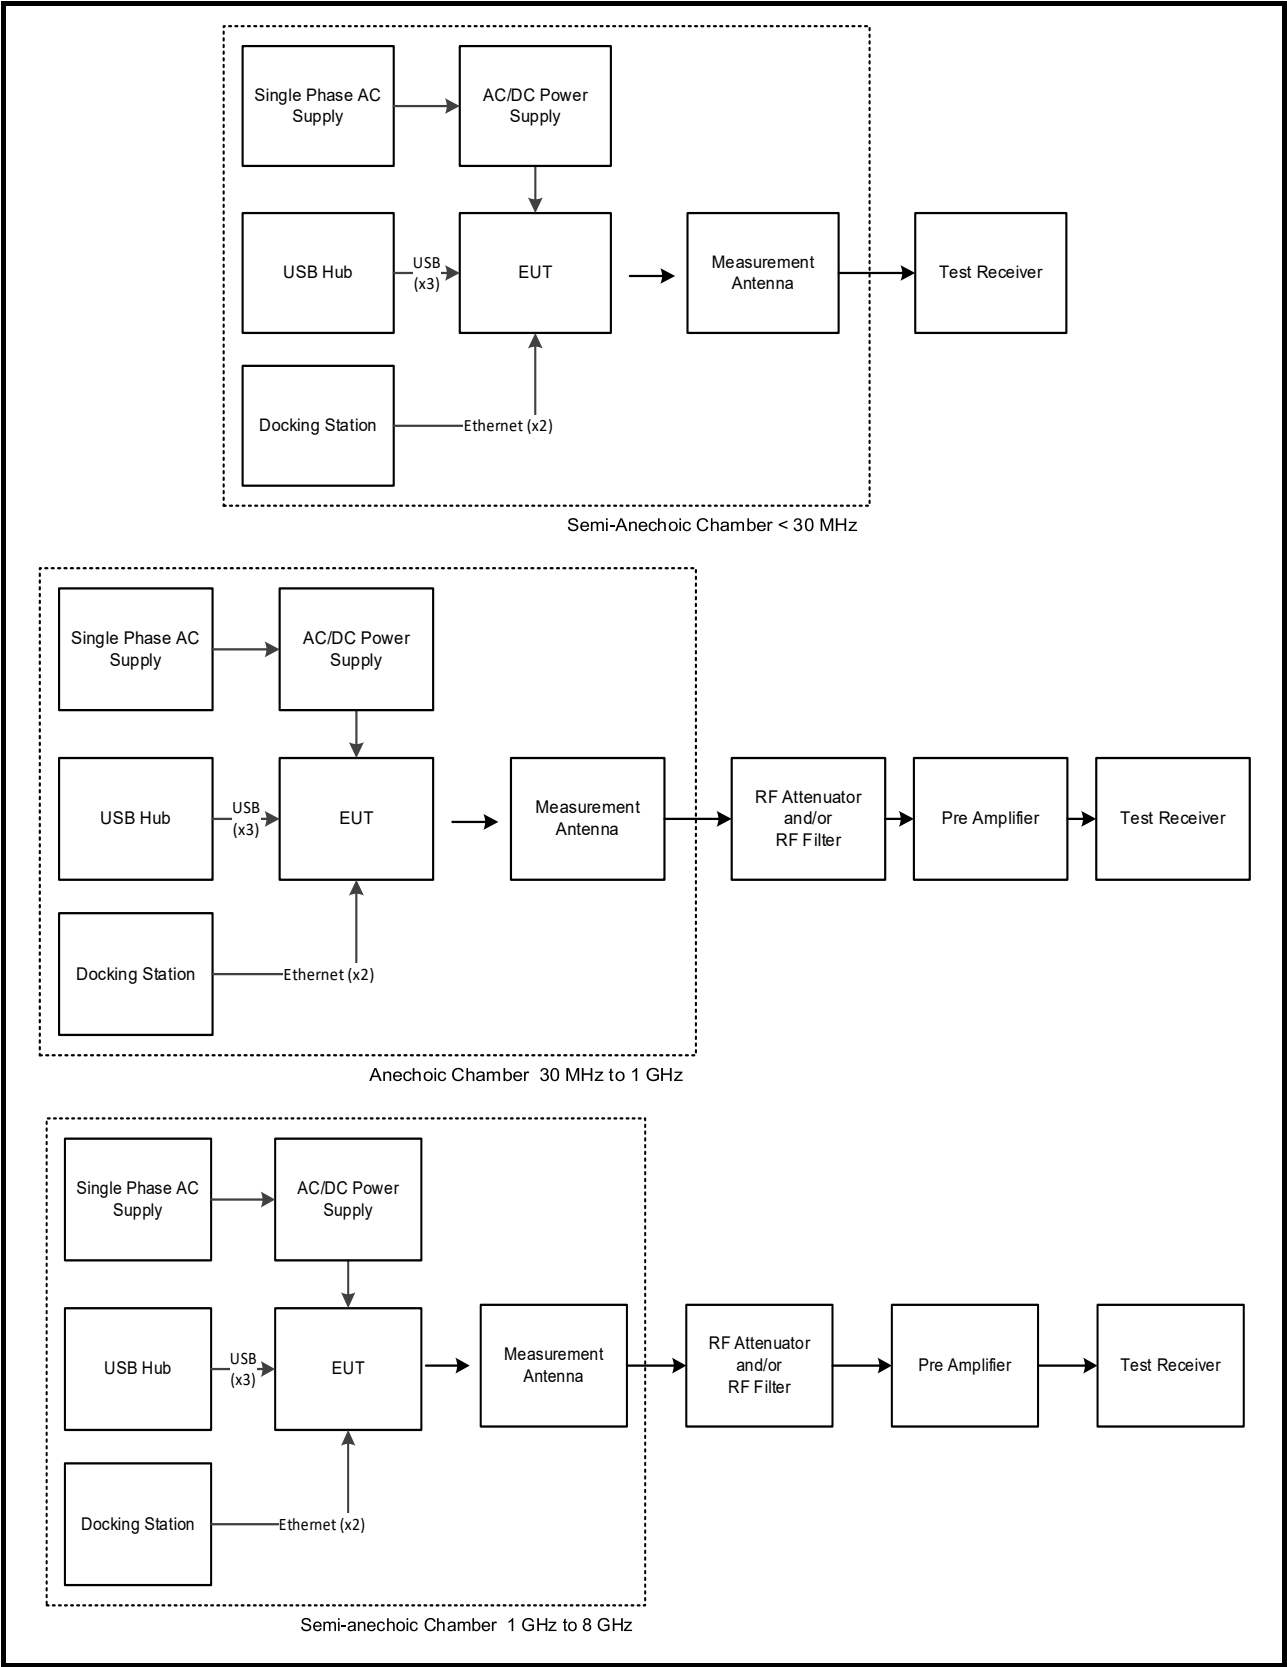 Single Phase AC
Supply
AC/DC Power
Supply
USB Hub
USB
(x3)
EUT
Measurement
Antenna
Test Receiver
Docking Station
Ethernet (x2)
Semi-Anechoic Chamber < 30 MHz
Single Phase AC
Supply
AC/DC Power
Supply
USB Hub
USB
(x3)
EUT
Measurement
Antenna
RF Attenuator
and/or
RF Filter
Pre Amplifier
Test Receiver
Docking Station
Ethernet (x2)
Anechoic Chamber 30 MHz to 1 GHz
Single Phase AC
Supply
AC/DC Power
Supply
USB Hub
USB
(x3)
EUT
Measurement
Antenna
RF Attenuator
and/or
RF Filter
Pre Amplifier
Test Receiver
Docking Station
Ethernet (x2)
Semi-anechoic Chamber 1 GHz to 8 GHz